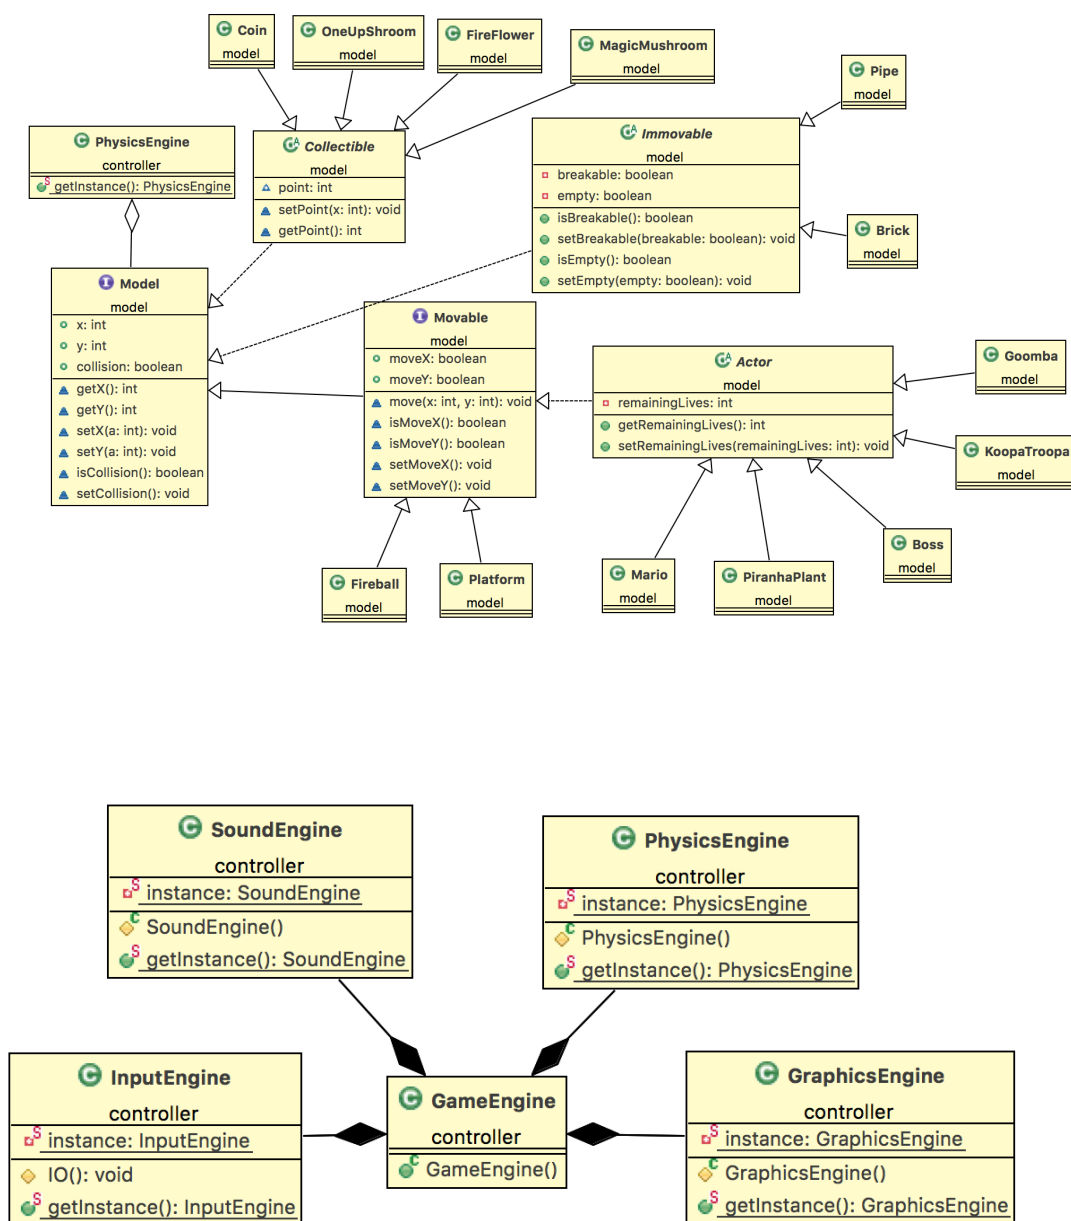 Coin
model
OneUpShroom
model
FireFlower
model
MagicMushroom
model
Pipe
model
PhysicsEngine
controller
getInstance(): PhysicsEngine
Collectible
model
point: int
setPoint(x: int): void
getPoint(): int
Immovable
model
breakable: boolean
empty: boolean
isBreakable(): boolean
setBreakable(breakable: boolean): void
isEmpty(): boolean
setEmpty(empty: boolean): void
Brick
model
Model
model
x: int
y: int
collision: boolean
getX(): int
getY(): int
setX(a: int): void
setY(a: int): void
isCollision(): boolean
setCollision(): void
Movable
model
moveX: boolean
moveY: boolean
move(x: int, y: int): void
isMoveX(): boolean
isMoveY(): boolean
setMoveX(): void
setMoveY(): void
Actor
model
remainingLives: int
getRemainingLives(): int
setRemainingLives(remainingLives: int): void
Goomba
model
KoopaTroopa
model
Fireball
model
Platform
model
Mario
model
PiranhaPlant
model
Boss
model
SoundEngine
controller
instance: SoundEngine
SoundEngine()
getInstance(): SoundEngine
PhysicsEngine
controller
instance: PhysicsEngine
PhysicsEngine()
getInstance(): PhysicsEngine
InputEngine
controller
instance: InputEngine
IO(): void
getInstance(): InputEngine
GameEngine
controller
GameEngine()
GraphicsEngine
controller
instance: GraphicsEngine
GraphicsEngine()
getInstance(): GraphicsEngine